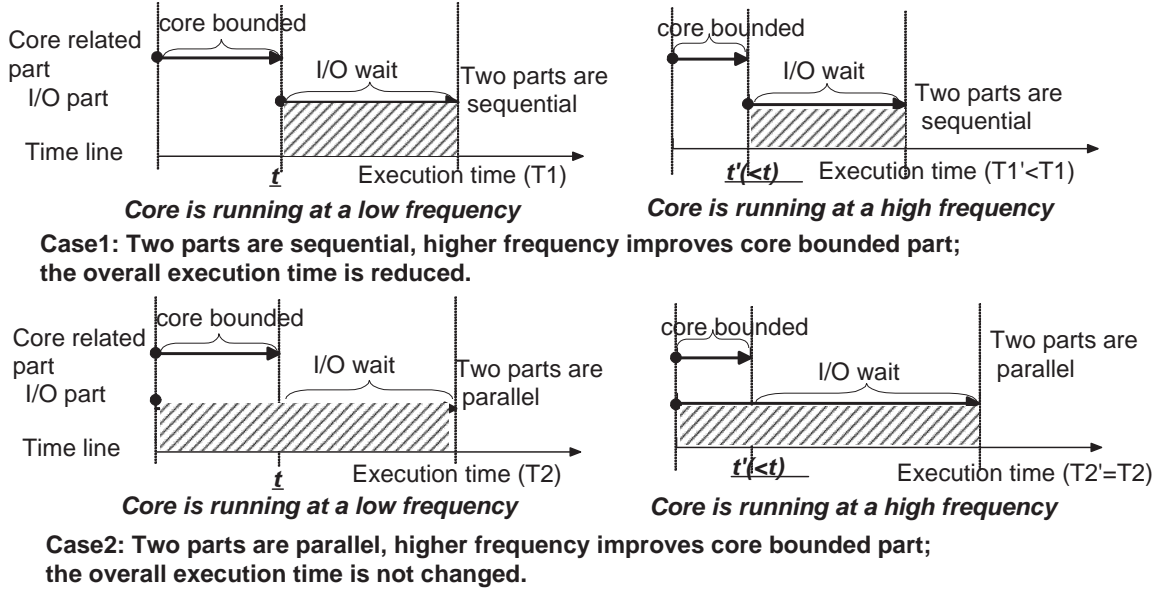 core bounded
Core related
part
I/O part
I/O wait
Two parts are
sequential
Time line
t
Execution time (T1)
Core is running at a low frequency
core bounded
I/O wait
Two parts are
sequential
t'(<t)
Execution time (T1'<T1)
Core is running at a high frequency
Case1: Two parts are sequential, higher frequency improves core bounded part;
the overall execution time is reduced.
core bounded
Core related
part
I/O part
I/O wait
Two parts are
parallel
Time line
t
Execution time (T2)
Core is running at a low frequency
core bounded
I/O wait
Two parts are
parallel
t'(<t)
Execution time (T2'=T2)
Core is running at a high frequency
Case2: Two parts are parallel, higher frequency improves core bounded part;
the overall execution time is not changed.